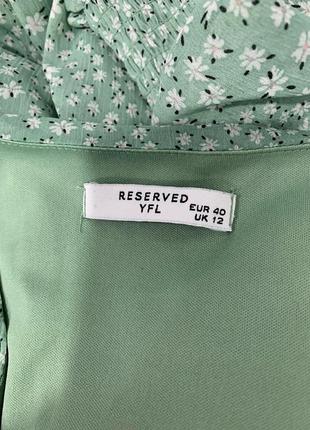 RESERVED
YFL
EUR 40
UK 12